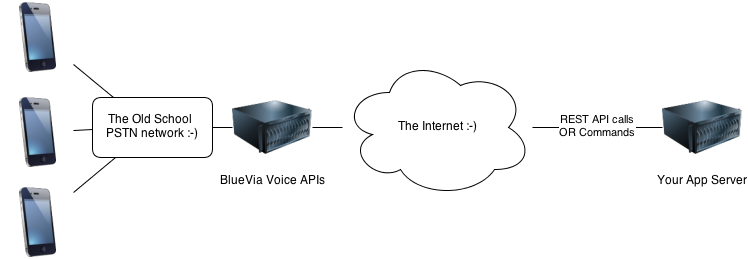 The Old School
PSTN network :-)
BlueVia Voice APIs
The Internet :-)
REST API calls
OR Commands
Your App Server